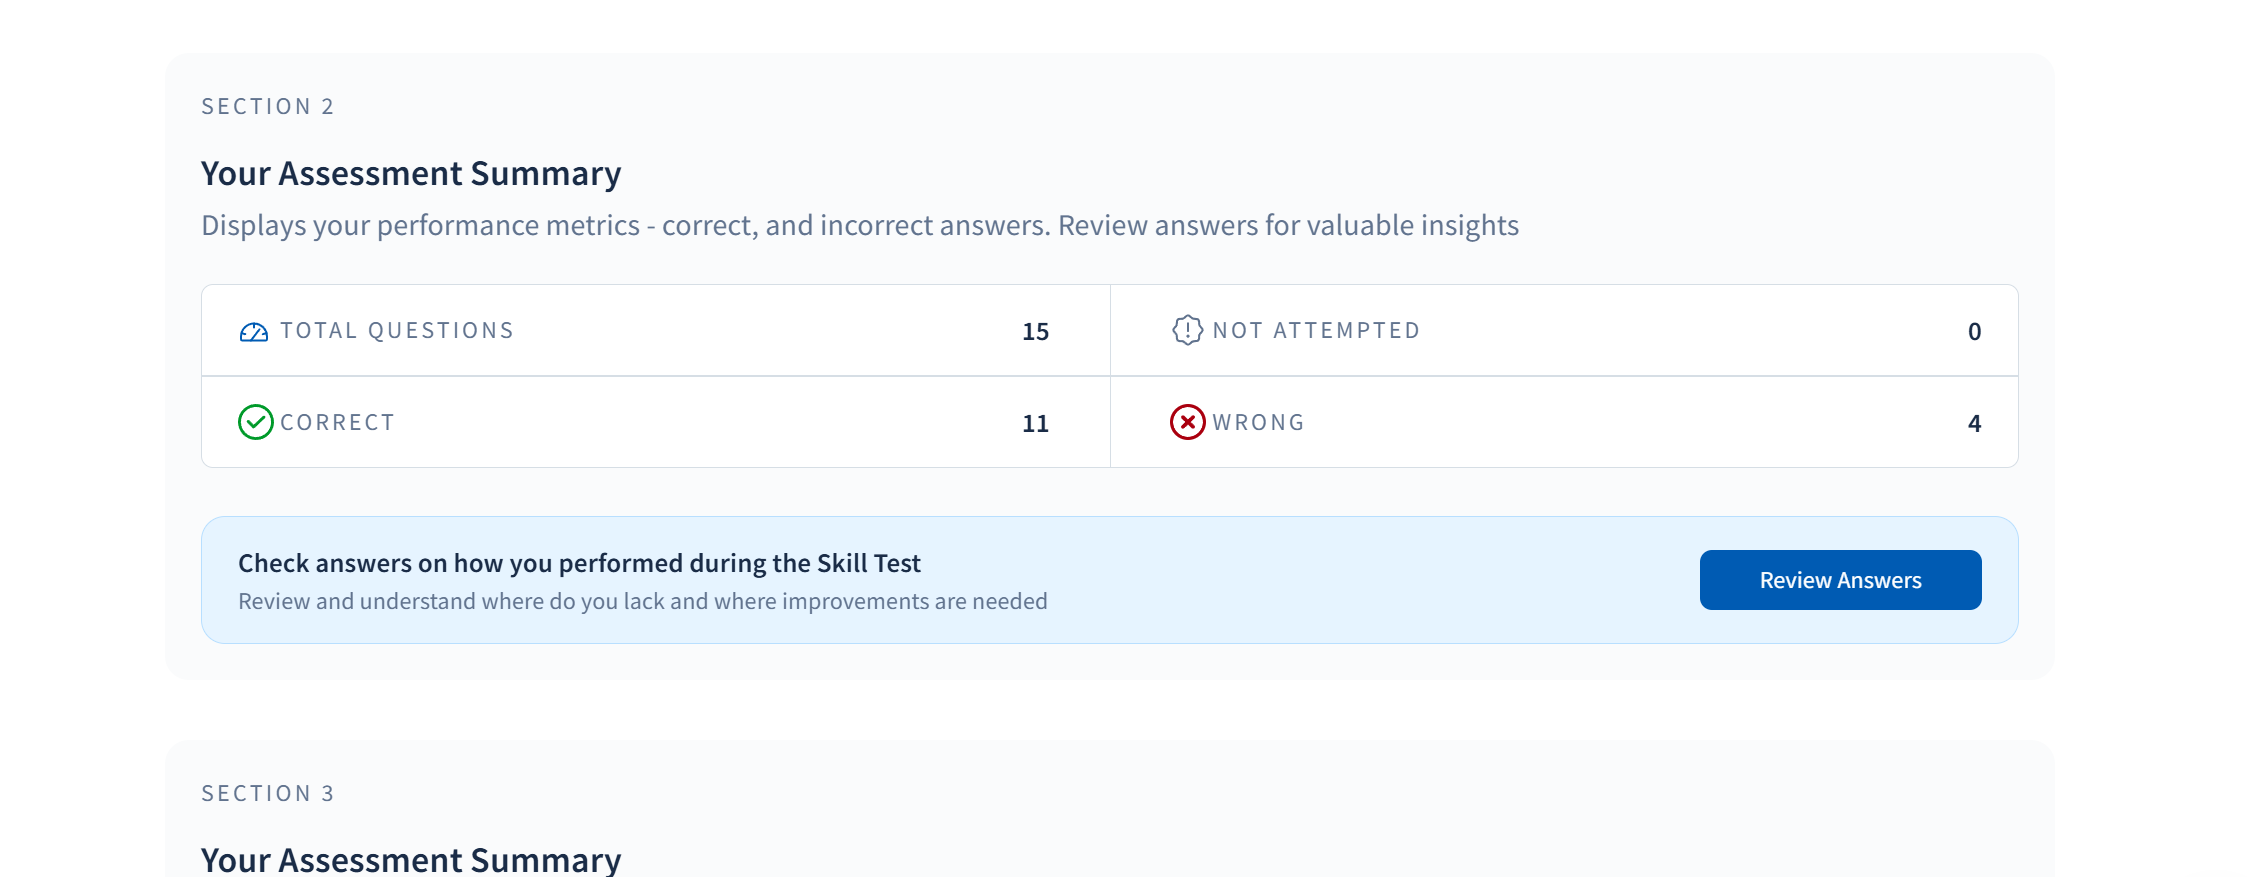 SECTION 2
Your Assessment Summary
Displays your performance metrics - correct, and incorrect answers. Review answers for valuable insights
TOTAL QUESTIONS 15 NOT ATTEMPTED 0
CORRECT 11 WRONG 4
Check answers on how you performed during the Skill Test
Review and understand where do you lack and where improvements are needed
Review Answers
SECTION 3
Your Assessment Summary